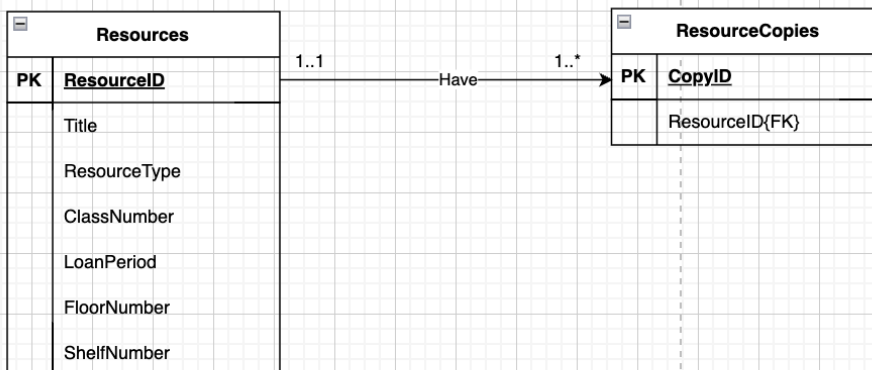 Resources
PK ResourceID
Title
ResourceType
ClassNumber
LoanPeriod
FloorNumber
ShelfNumber
1..1
Have
1..*
ResourceCopies
PK CopyID
ResourceID{FK}